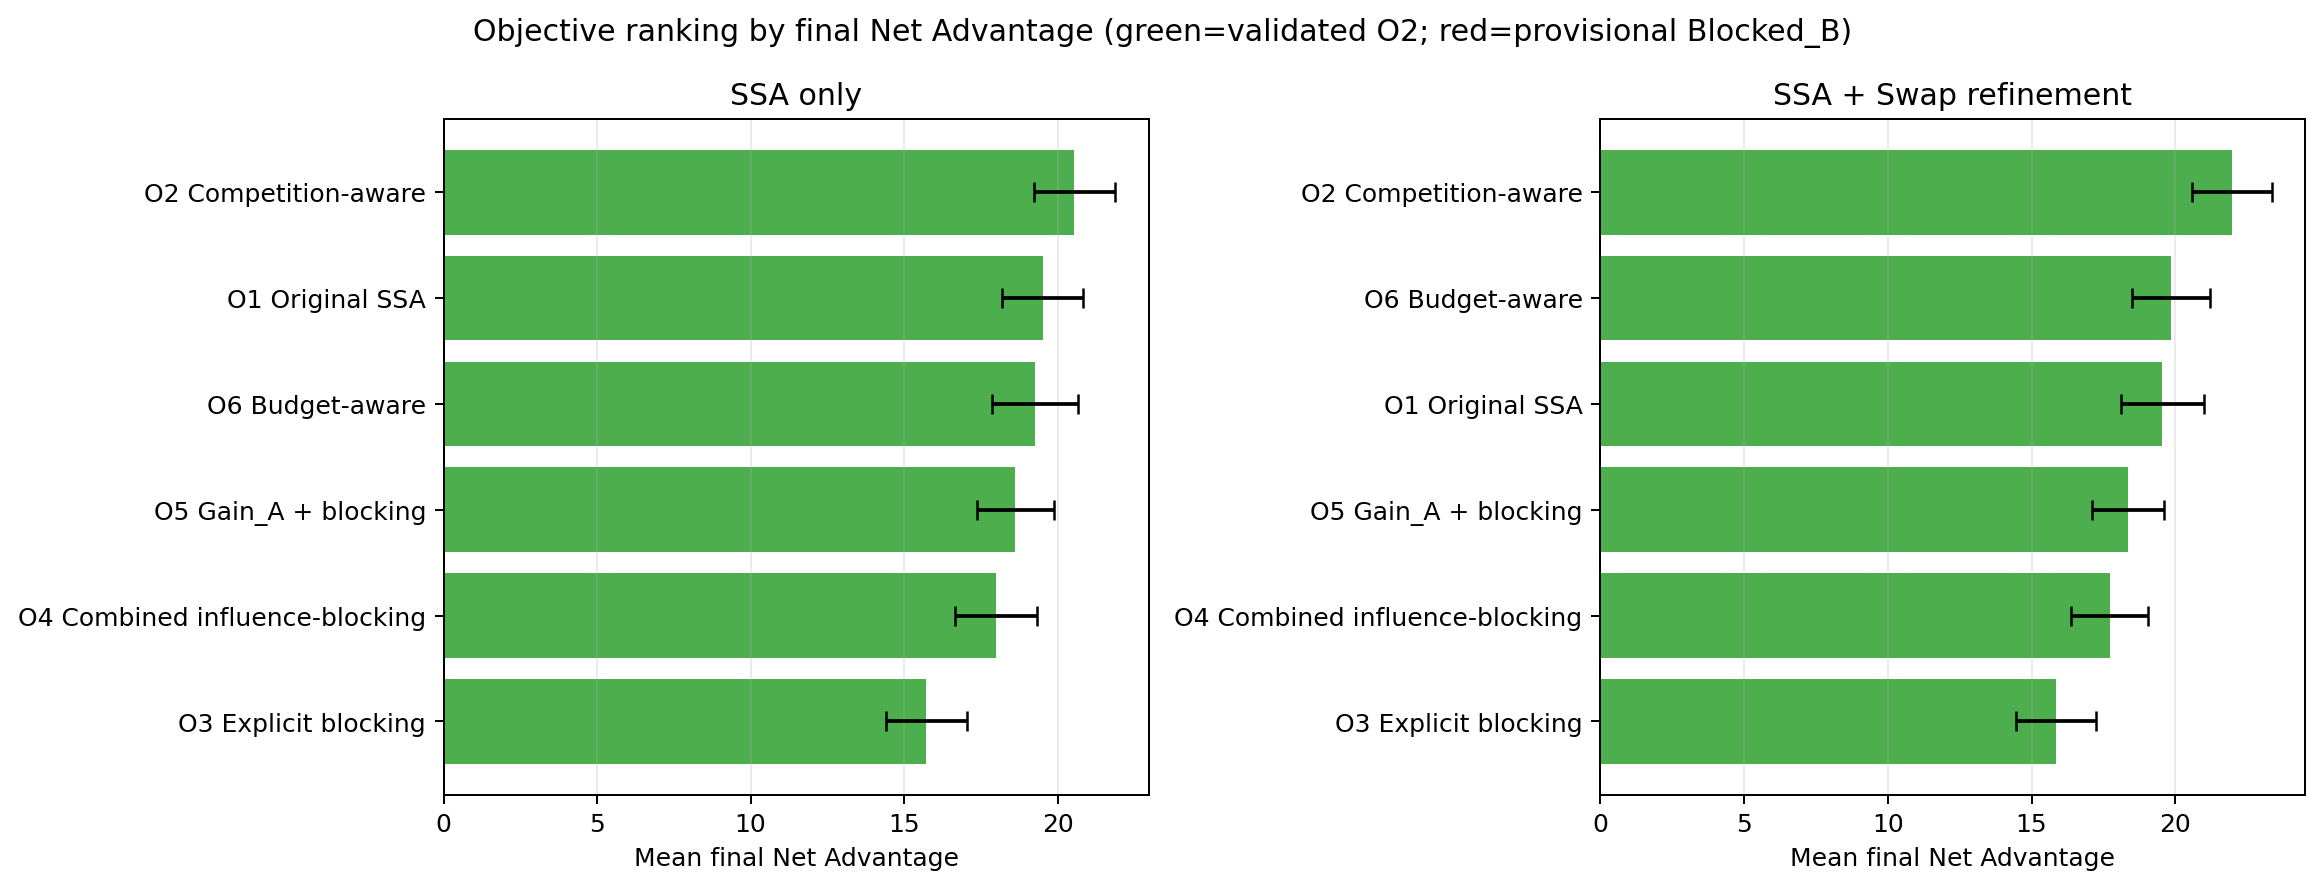 Objective ranking by final Net Advantage (green=validated O2; red=provisional Blocked_B)
SSA only
O2 Competition-aware
O1 Original SSA
O6 Budget-aware
O5 Gain_A + blocking
O4 Combined influence-blocking
O3 Explicit blocking
0 5 10 15 20
Mean final Net Advantage
SSA + Swap refinement
O2 Competition-aware
O6 Budget-aware
O1 Original SSA
O5 Gain_A + blocking
O4 Combined influence-blocking
O3 Explicit blocking
0 5 10 15 20
Mean final Net Advantage